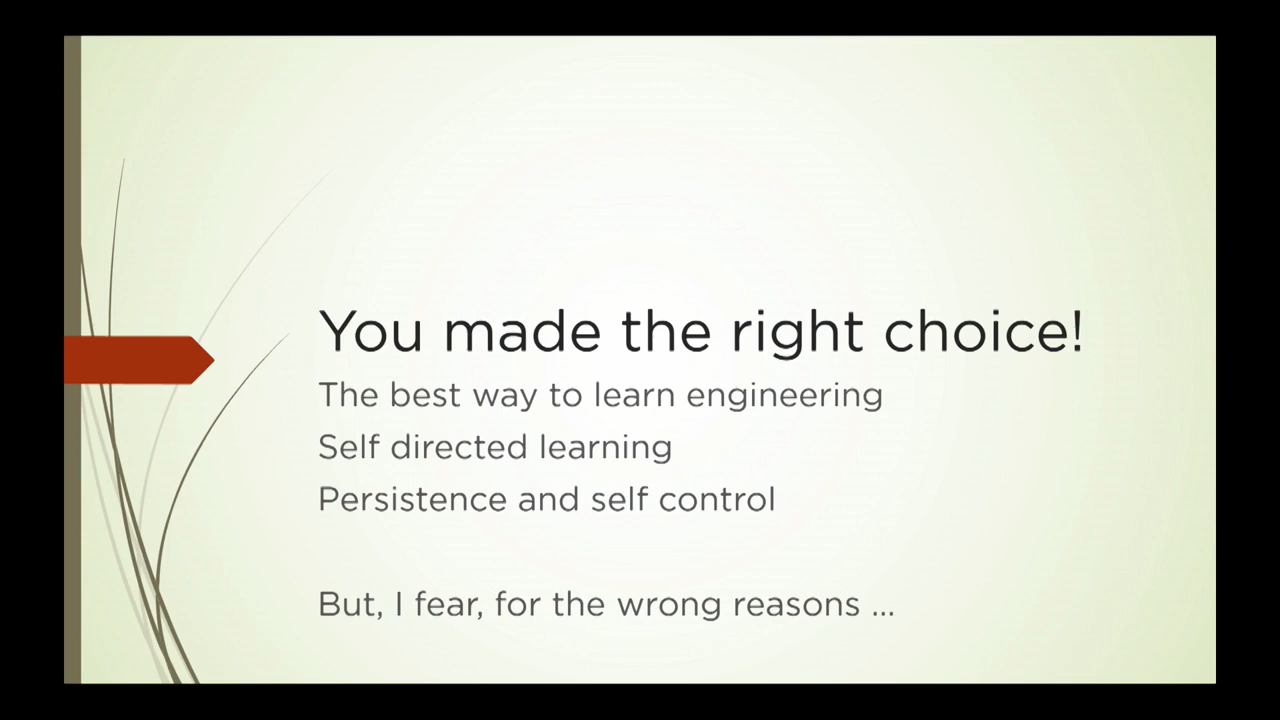 You made the right choice!
The best way to learn engineering
Self directed learning
Persistence and self control
But, I fear, for the wrong reasons ...